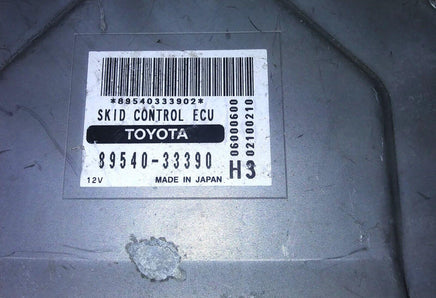 *89540333902*
SKID CONTROL ECU
TOYOTA
89540-33390
12V MADE IN JAPAN
H3
06000600
02100210